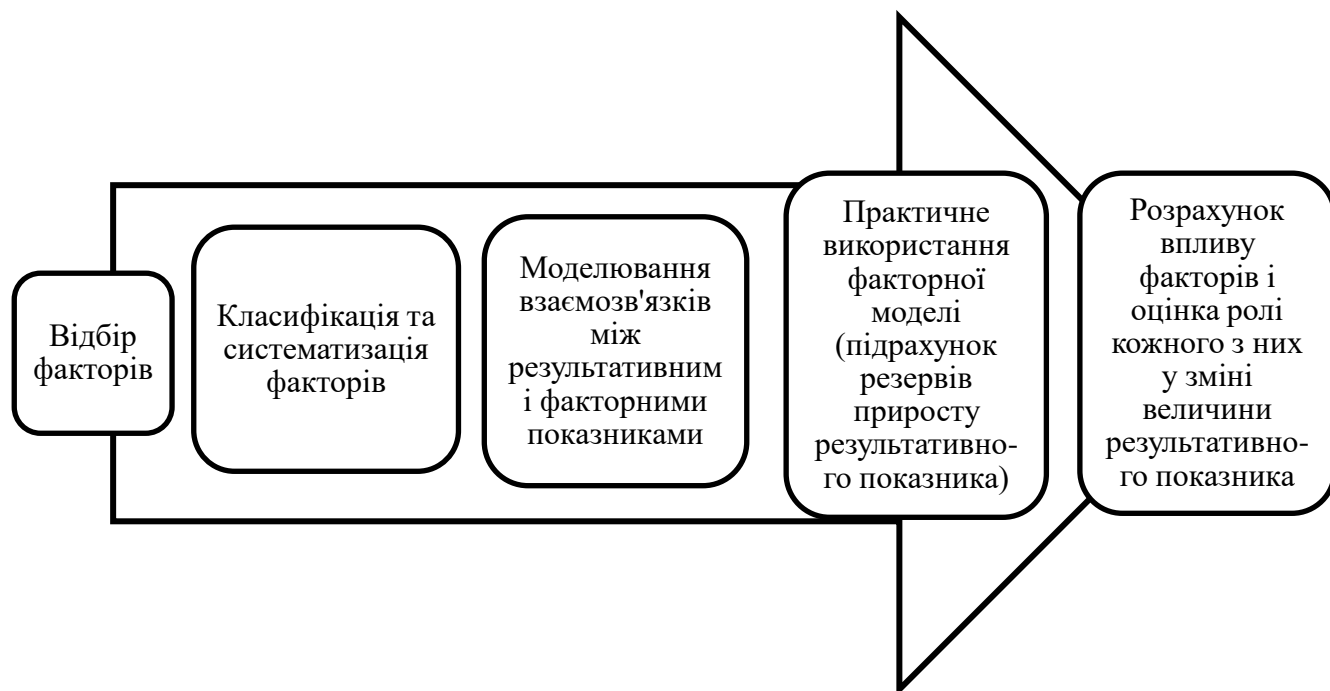 Відбір
факторів
Класифікація та
систематизація
факторів
Моделювання
взаємозв'язків
між
результативним
і факторними
показниками
Практичне
використання
факторної
моделі
(підрахунок
резервів
приросту
результативно-
го показника)
Розрахунок
впливу
факторів і
оцінка ролі
кожного з них
у зміні
величини
результативно-
го показника